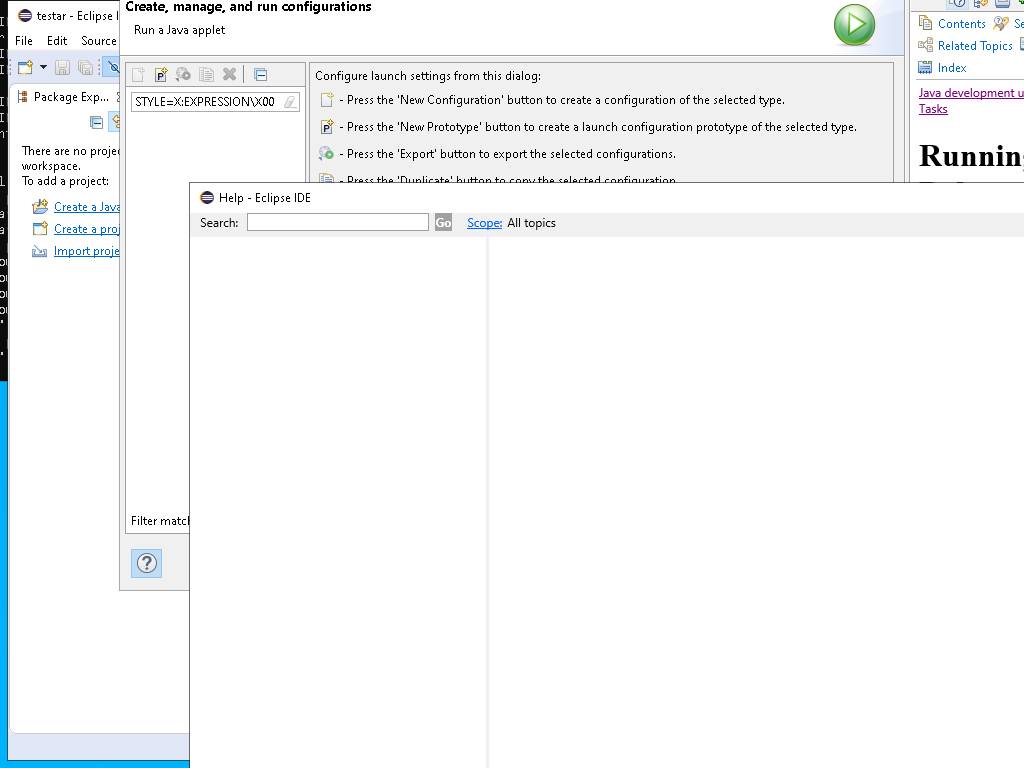 testar - Eclipse I
File Edit Source
Package Exp...
There are no projec
workspace.
To add a project:
Create a Java
Create a proj
Import proje
Create, manage, and run configurations
Run a Java applet
STYLE=X:EXPRESSION\X00
Filter match
Configure launch settings from this dialog:
- Press the 'New Configuration' button to create a configuration of the selected type.
- Press the 'New Prototype' button to create a launch configuration prototype of the selected type.
- Press the 'Export' button to export the selected configurations.
- Press the 'Duplicate' button to copy the selected configuration.
Contents Se
Related Topics
Index
Java development u
Tasks
Running
Help - Eclipse IDE
Search: Go Scope: All topics